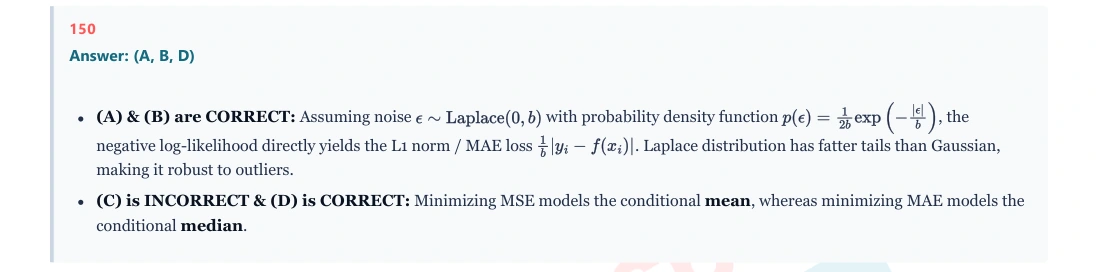 150
Answer: (A, B, D)
• (A) & (B) are CORRECT: Assuming noise ϵ ∼ Laplace(0, b) with probability density function p(ϵ) = 1/(2b) exp(−|ϵ|/b), the
negative log-likelihood directly yields the L1 norm / MAE loss 1/b |yᵢ − f(xᵢ)|. Laplace distribution has fatter tails than Gaussian,
making it robust to outliers.
• (C) is INCORRECT & (D) is CORRECT: Minimizing MSE models the conditional mean, whereas minimizing MAE models the
conditional median.